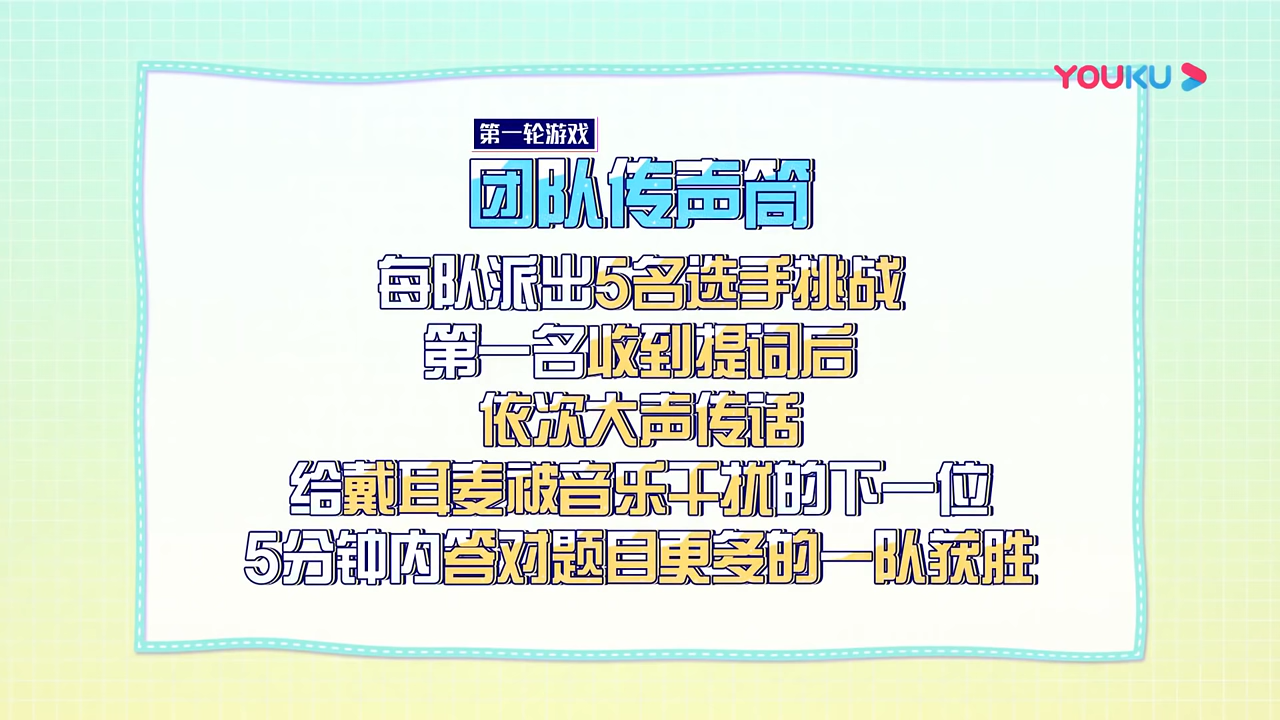 YOUKU
第一轮游戏
团队传声筒
每队派出5名选手挑战
第一名收到提词后
依次大声传话
给戴耳麦被音乐干扰的下一位
5分钟内答对题目更多的一队获胜